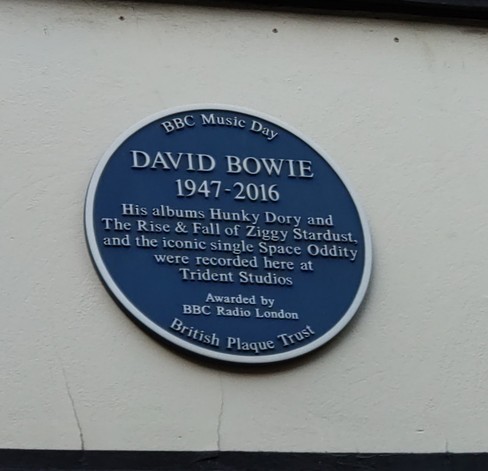 BBC Music Day
DAVID BOWIE
1947-2016
His albums Hunky Dory and
The Rise & Fall of Ziggy Stardust,
and the iconic single Space Oddity
were recorded here at
Trident Studios
Awarded by
BBC Radio London
British Plaque Trust